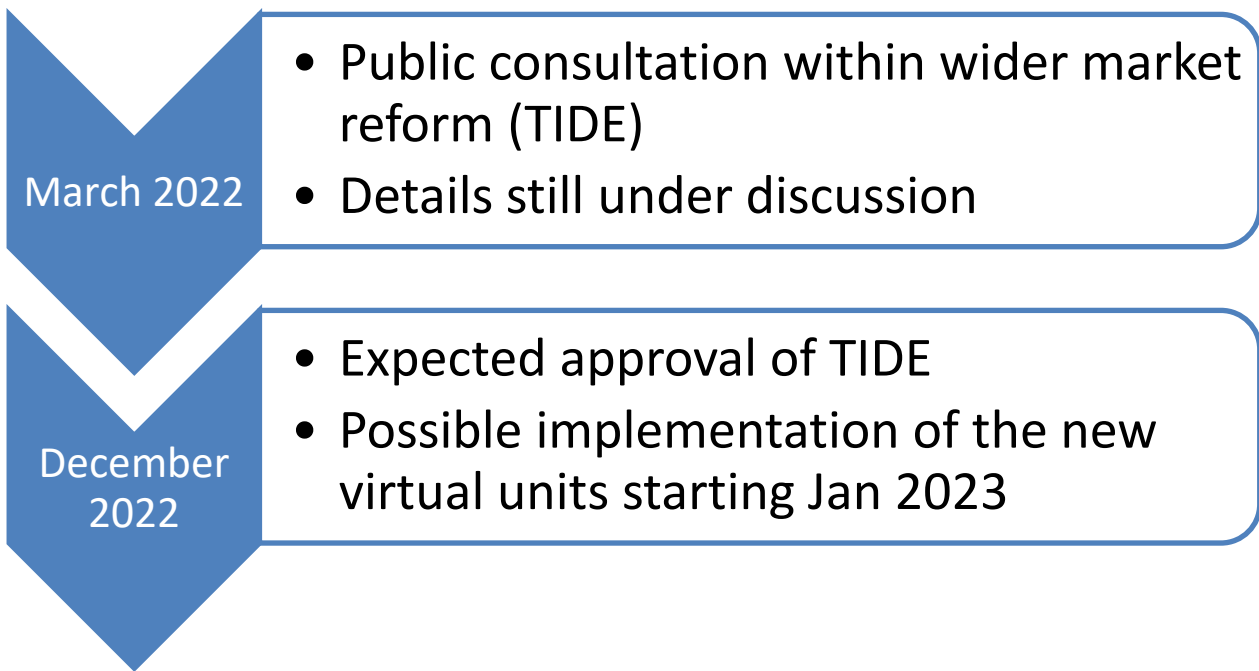 March 2022
• Public consultation within wider market
reform (TIDE)
• Details still under discussion
December
2022
• Expected approval of TIDE
• Possible implementation of the new
virtual units starting Jan 2023